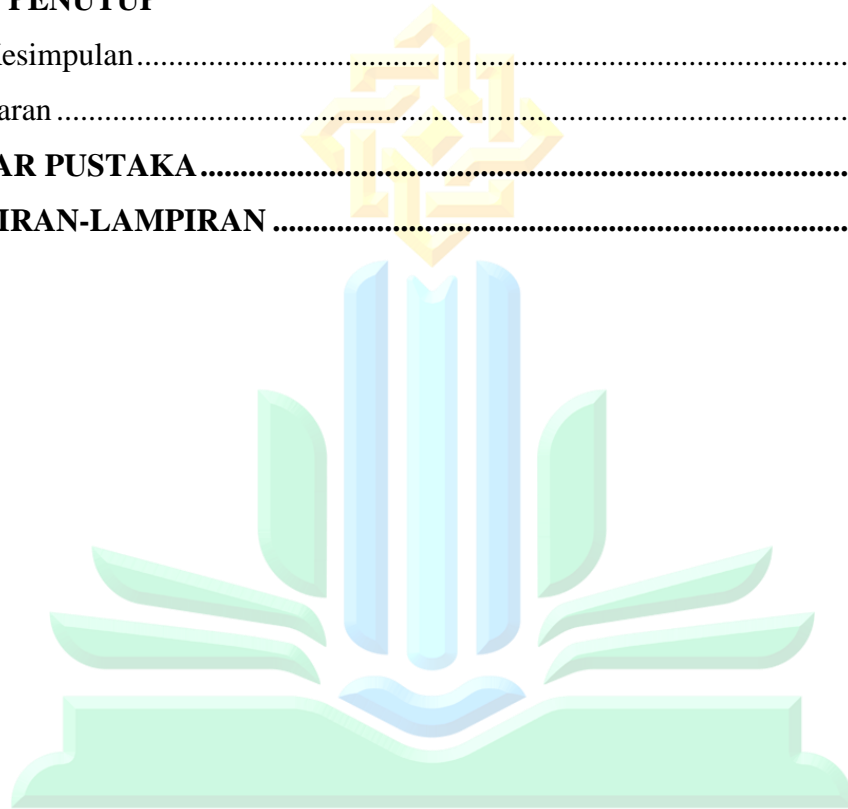 PENUTUP
esimpulan........................................................................................
aran..................................................................................................
AR PUSTAKA.................................................................................
IRAN-LAMPIRAN........................................................................